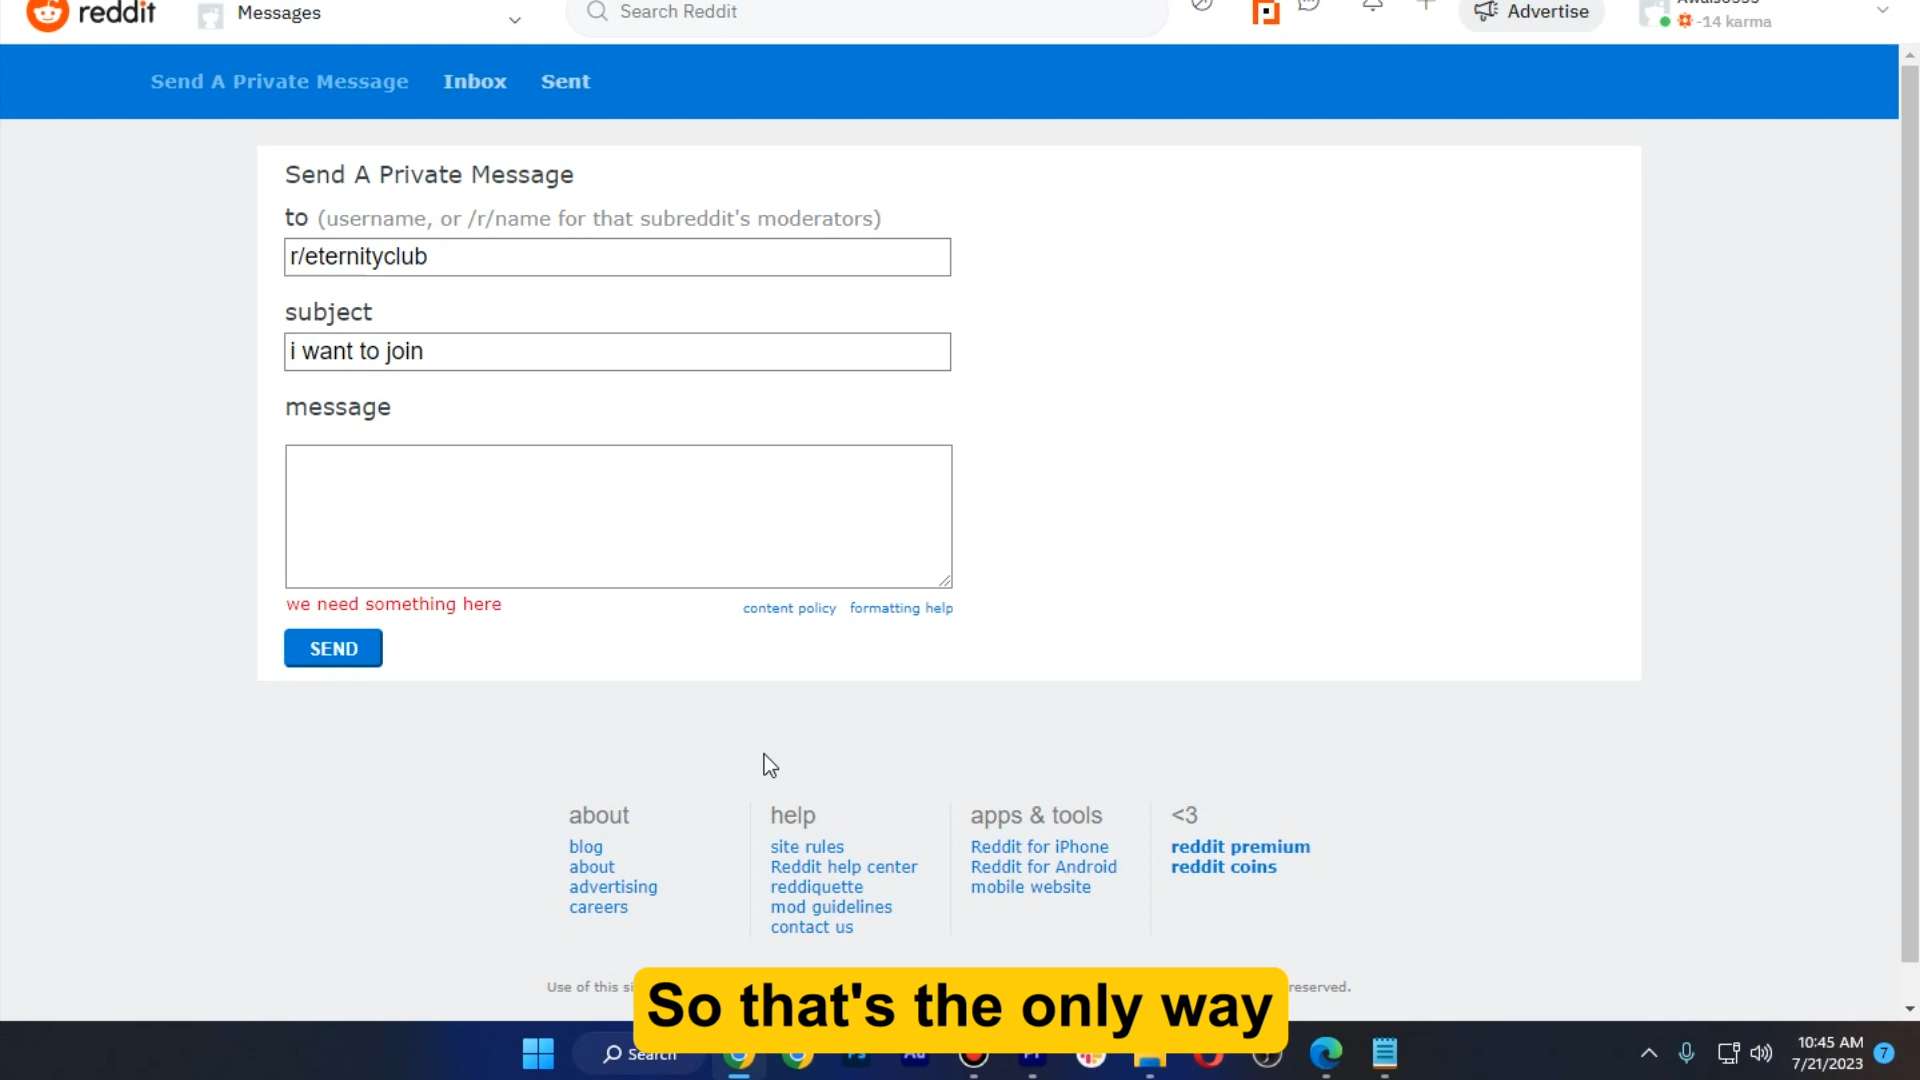 reddit
Messages
Search Reddit
Advertise
-14 karma
Send A Private Message Inbox Sent
Send A Private Message
to (username, or /r/name for that subreddit's moderators)
r/eternityclub
subject
i want to join
message
we need something here
content policy formatting help
SEND
about
blog
about
advertising
careers
help
site rules
Reddit help center
reddiquette
mod guidelines
contact us
apps & tools
Reddit for iPhone
Reddit for Android
mobile website
<3
reddit premium
reddit coins
Use of this
reserved.
So that's the only way
Search
10:45 AM
7/21/2023
7